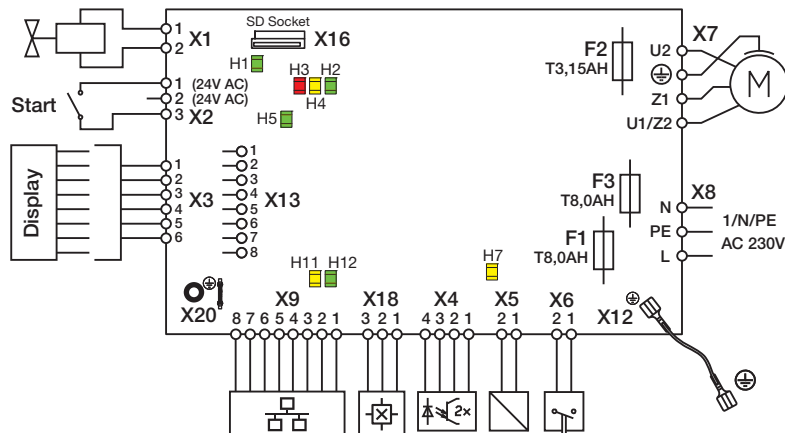 SD Socket
1
2
X1
X16
H1
H3
H2
H4
H5
1 (24V AC)
2 (24V AC)
3
X2
Start
F2
T3,15AH
X7
U2
Z1
U1/Z2
M
Display
1
2
3
4
5
6
X3
X13
1
2
3
4
5
6
7
8
F3
T8,0AH
F1
T8,0AH
X8
N
PE
L
1/N/PE
AC 230V
H11
H12
H7
X20
X9
X18
X4
X5
X6
X12
8 7 6 5 4 3 2 1
3 2 1
4 3 2 1
2 1
2 1
2×